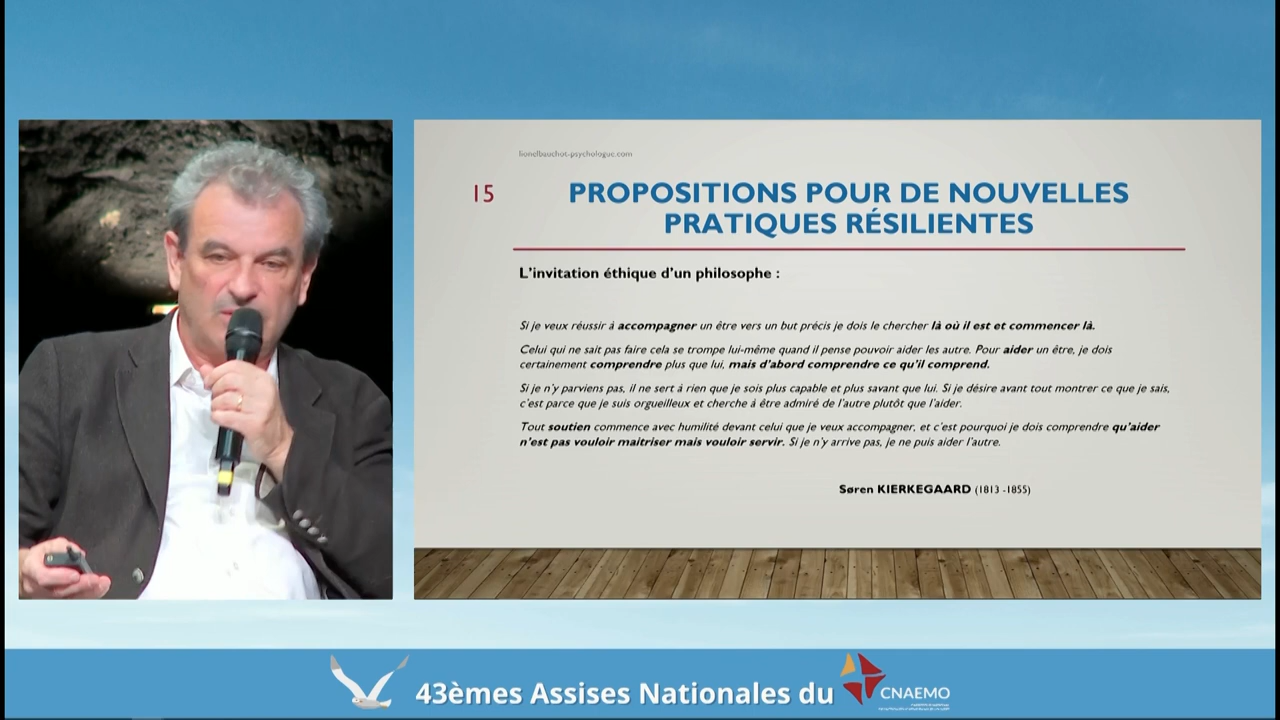 lionelbauchot-psychologue.com
15
PROPOSITIONS POUR DE NOUVELLES
PRATIQUES RÉSILIENTES
L'invitation éthique d'un philosophe :
Si je veux réussir à accompagner un être vers un but précis je dois le chercher là où il est et commencer là.
Celui qui ne sait pas faire cela se trompe lui-même quand il pense pouvoir aider les autre. Pour aider un être, je dois
certainement comprendre plus que lui, mais d'abord comprendre ce qu'il comprend.
Si je n'y parviens pas, il ne sert à rien que je sois plus capable et plus savant que lui. Si je désire avant tout montrer ce que je sais,
c'est parce que je suis orgueilleux et cherche à être admiré de l'autre plutôt que l'aider.
Tout soutien commence avec humilité devant celui que je veux accompagner, et c'est pourquoi je dois comprendre qu'aider
n'est pas vouloir maitriser mais vouloir servir. Si je n'y arrive pas, je ne puis aider l'autre.
Søren KIERKEGAARD (1813 -1855)
43èmes Assises Nationales du
CNAEMO